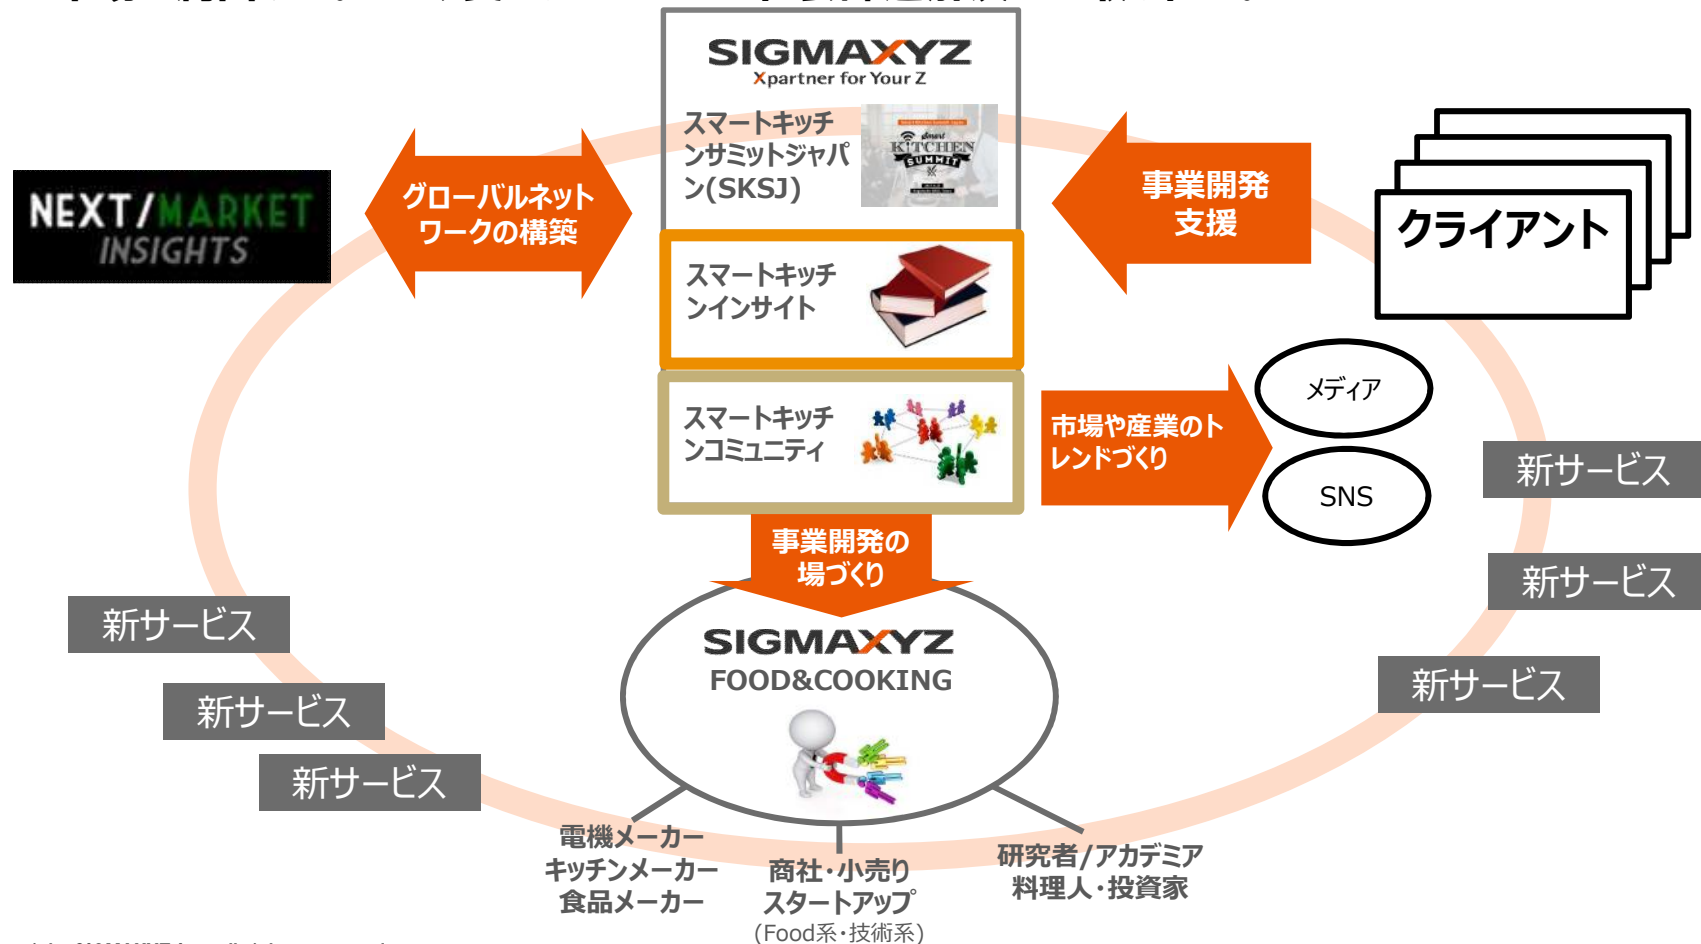 SIGMAXYZ
Xpartner for Your Z
スマートキッチ
ンサミットジャパ
ン(SKSJ)
Smart
KITCHEN
SUMMIT
NEXT/MARKET
INSIGHTS
グローバルネット
ワークの構築
事業開発
支援
クライアント
スマートキッチ
ンインサイト
スマートキッチ
ンコミュニティ
市場や産業のト
レンドづくり
メディア
SNS
新サービス
新サービス
新サービス
事業開発の
場づくり
SIGMAXYZ
FOOD&COOKING
新サービス
新サービス
新サービス
電機メーカー
キッチンメーカー
食品メーカー
商社・小売り
スタートアップ
(Food系・技術系)
研究者/アカデミア
料理人・投資家